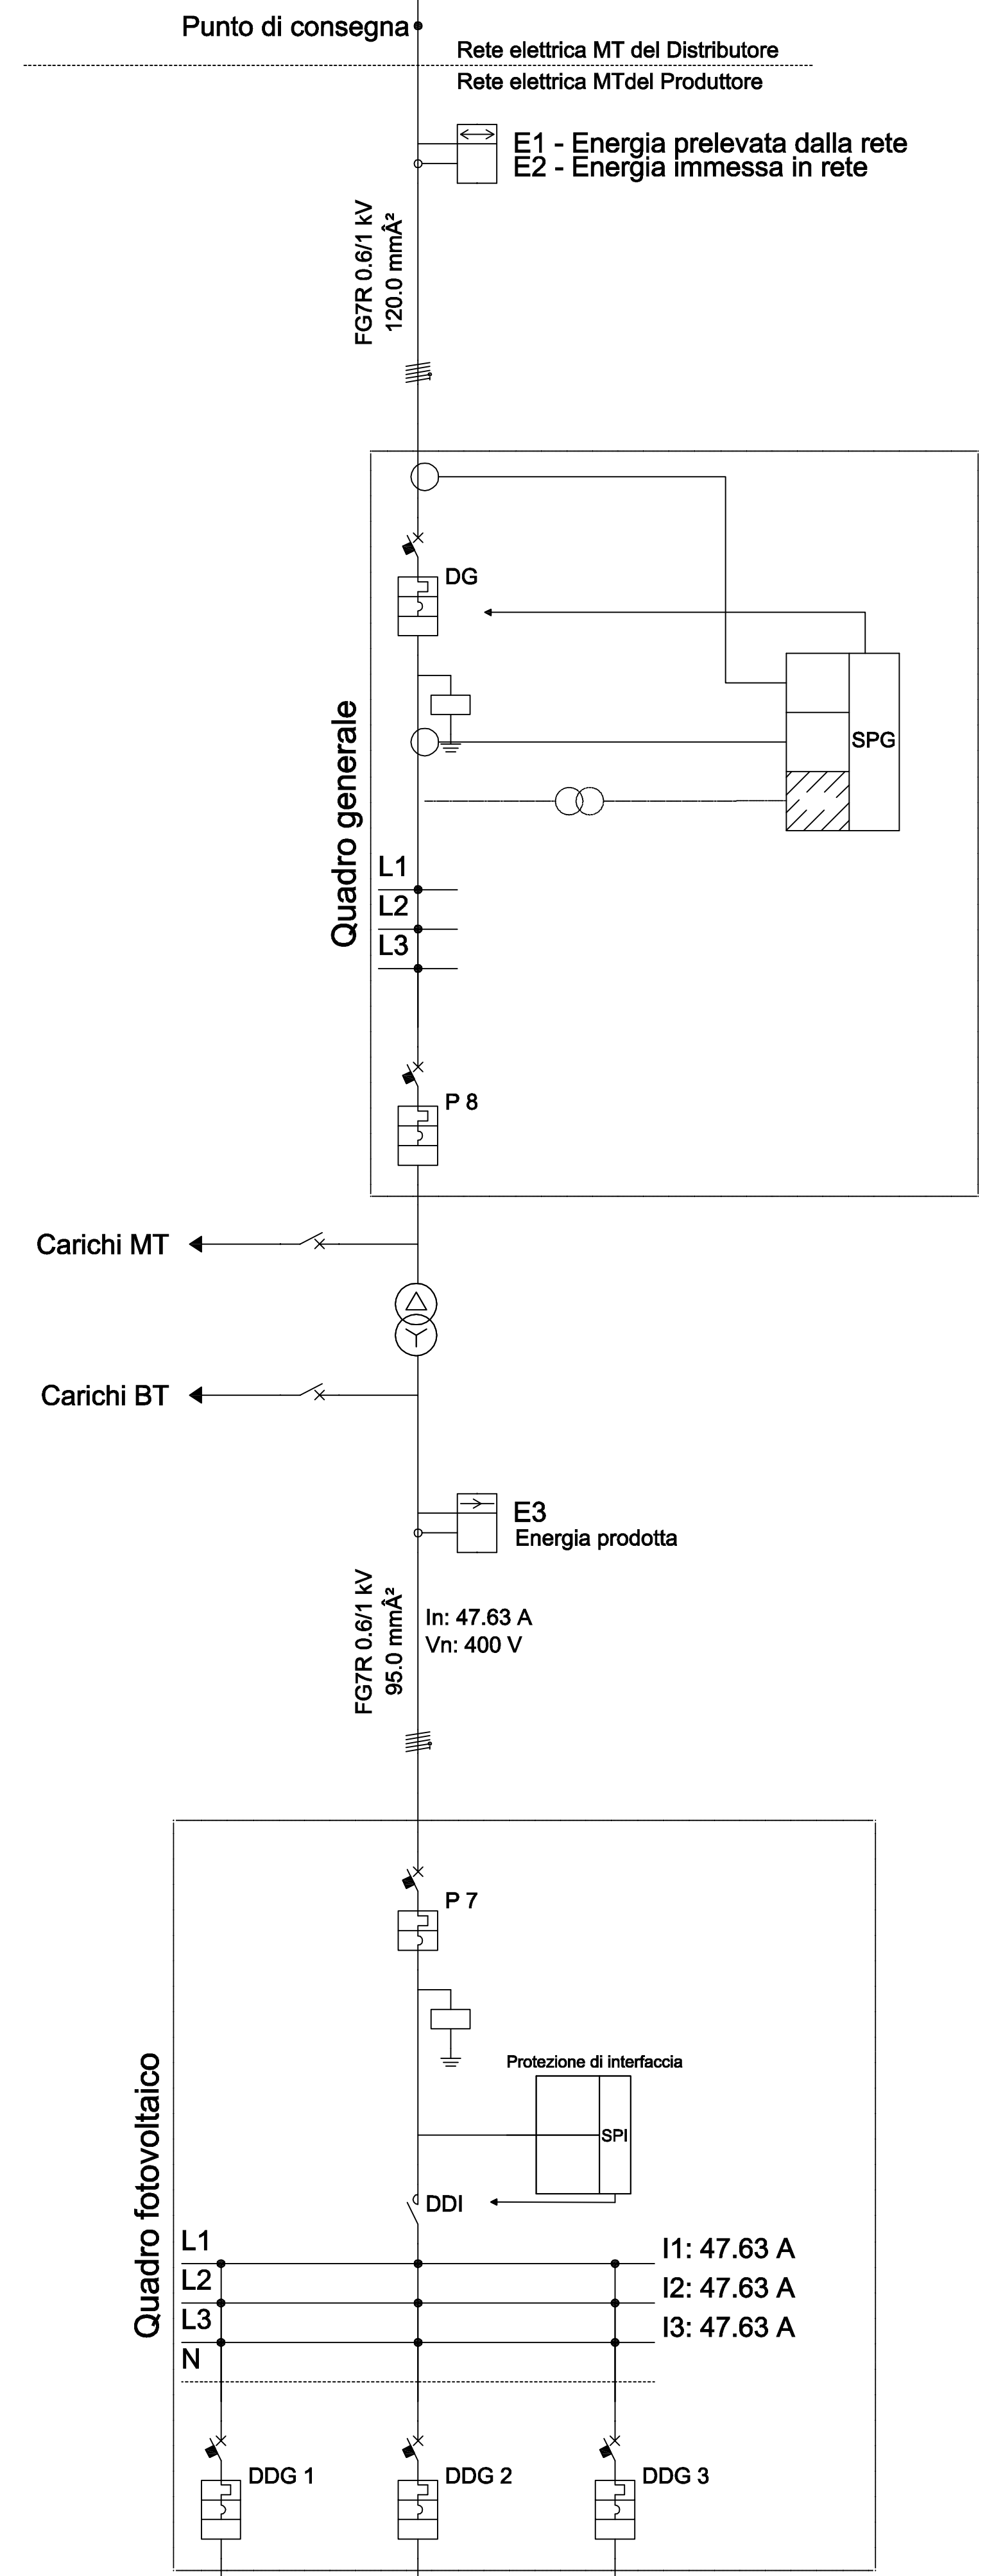 Punto di consegna
Rete elettrica MT del Distributore
Rete elettrica MTdel Produttore
E1 - Energia prelevata dalla rete
E2 - Energia immessa in rete
FG7R 0.6/1 kV
120.0 mmÂ²
DG
SPG
Quadro generale
L1
L2
L3
P 8
Carichi MT
Carichi BT
E3
Energia prodotta
FG7R 0.6/1 kV
95.0 mmÂ²
In: 47.63 A
Vn: 400 V
P 7
Protezione di interfaccia
SPI
DDI
Quadro fotovoltaico
L1
I1: 47.63 A
L2
I2: 47.63 A
L3
I3: 47.63 A
N
DDG 1
DDG 2
DDG 3